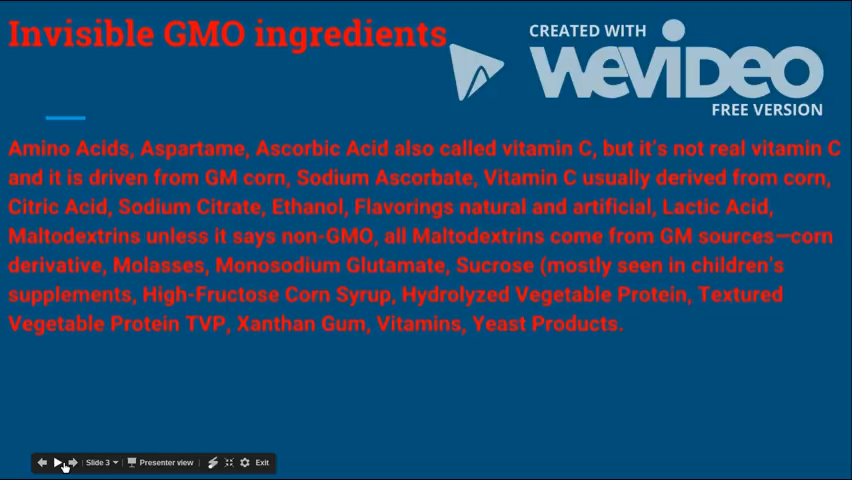 Invisible GMO ingredients
CREATED WITH
WEVIDEO
FREE VERSION
Amino Acids, Aspartame, Ascorbic Acid also called vitamin C, but it's not real vitamin C
and it is driven from GM corn, Sodium Ascorbate, Vitamin C usually derived from corn,
Citric Acid, Sodium Citrate, Ethanol, Flavorings natural and artificial, Lactic Acid,
Maltodextrins unless it says non-GMO, all Maltodextrins come from GM sources—corn
derivative, Molasses, Monosodium Glutamate, Sucrose (mostly seen in children's
supplements, High-Fructose Corn Syrup, Hydrolyzed Vegetable Protein, Textured
Vegetable Protein TVP, Xanthan Gum, Vitamins, Yeast Products.
Slide 3 Presenter view Exit